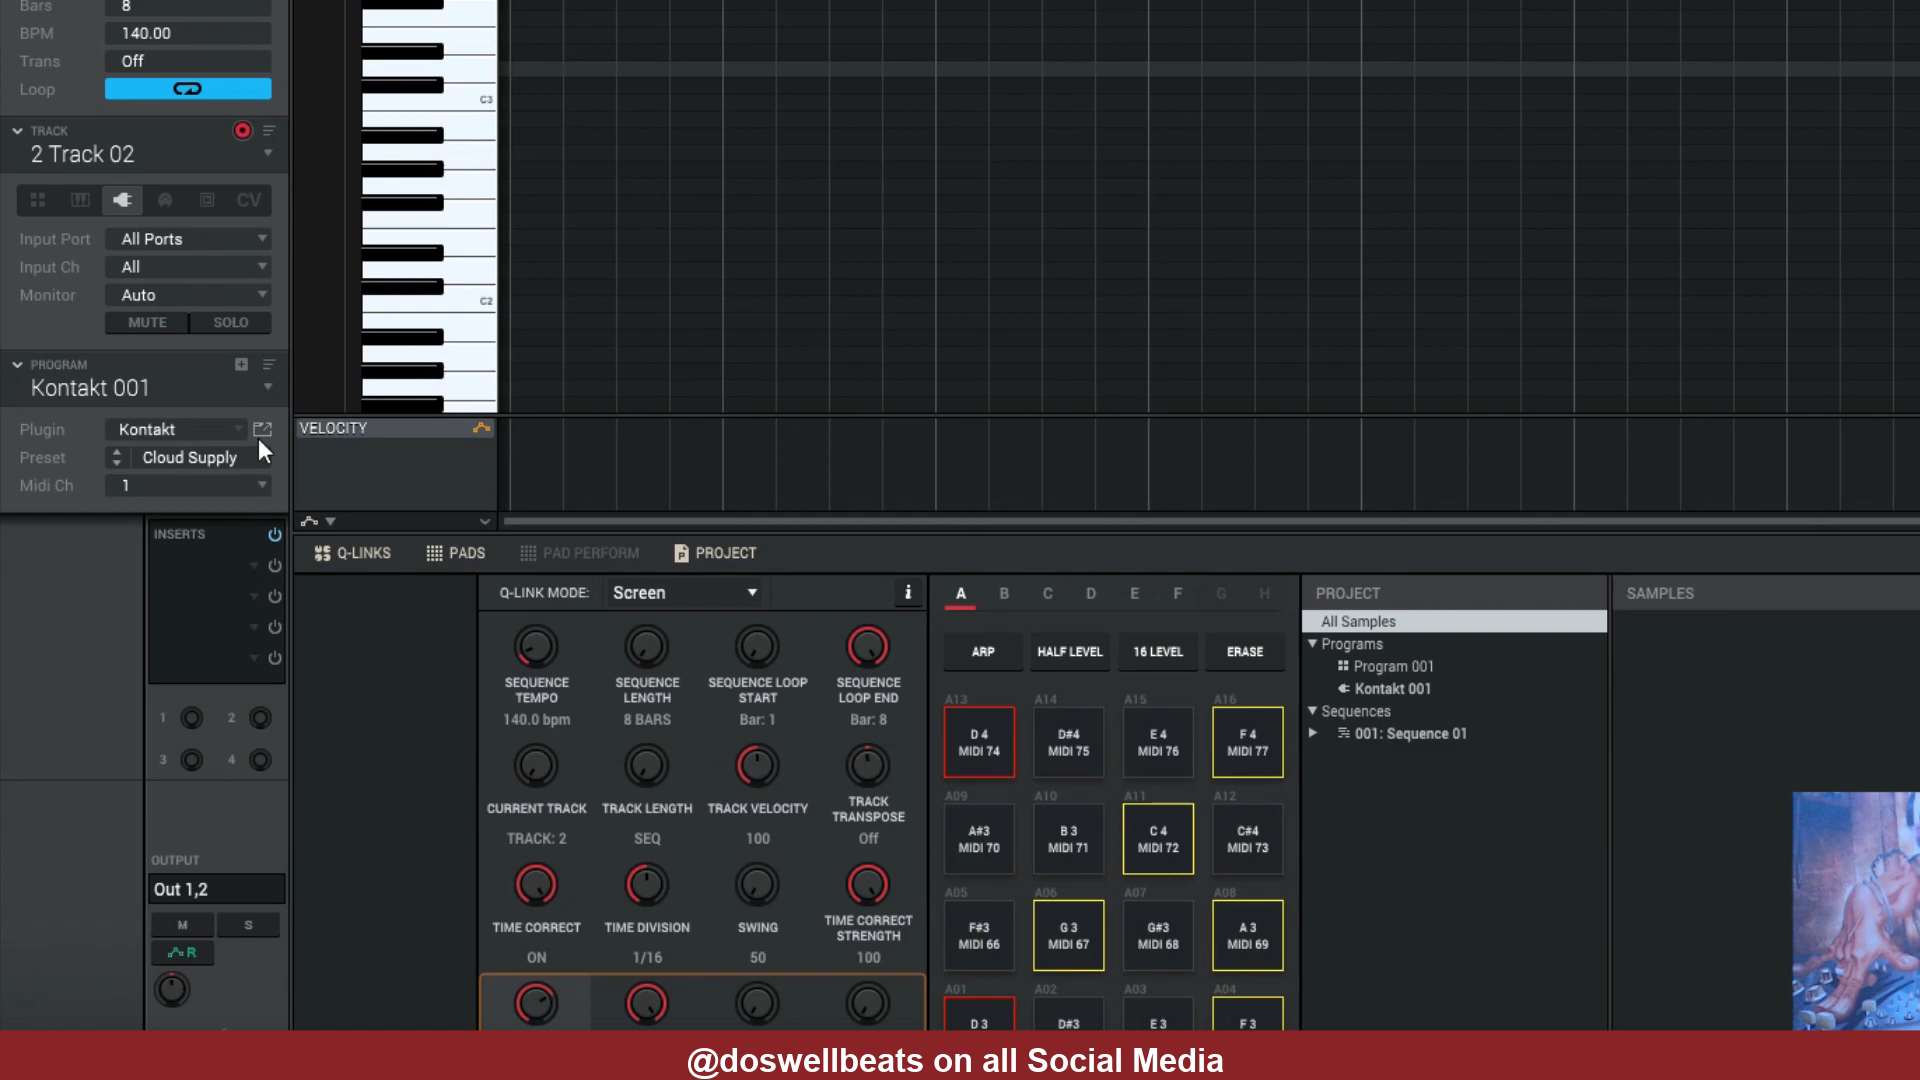 Bars 8
BPM 140.00
Trans Off
Loop
TRACK
2 Track 02
CV
Input Port All Ports
Input Ch All
Monitor Auto
MUTE SOLO
PROGRAM
Kontakt 001
Plugin Kontakt
Preset Cloud Supply
Midi Ch 1
C3
C2
VELOCITY
INSERTS
1 2
3 4
OUTPUT
Out 1,2
M S
R
Q-LINKS PADS PAD PERFORM PROJECT
Q-LINK MODE: Screen i
SEQUENCE TEMPO
140.0 bpm
SEQUENCE LENGTH
8 BARS
SEQUENCE LOOP START
Bar: 1
SEQUENCE LOOP END
Bar: 8
CURRENT TRACK
TRACK: 2
TRACK LENGTH
SEQ
TRACK VELOCITY
100
TRACK TRANSPOSE
Off
TIME CORRECT
ON
TIME DIVISION
1/16
SWING
50
TIME CORRECT STRENGTH
100
A B C D E F G H
ARP HALF LEVEL 16 LEVEL ERASE
A13 A14 A15 A16
D 4 D#4 E 4 F 4
MIDI 74 MIDI 75 MIDI 76 MIDI 77
A09 A10 A11 A12
A#3 B 3 C 4 C#4
MIDI 70 MIDI 71 MIDI 72 MIDI 73
A05 A06 A07 A08
F#3 G 3 G#3 A 3
MIDI 66 MIDI 67 MIDI 68 MIDI 69
A01 A02 A03 A04
D 3 D#3 E 3 F 3
PROJECT
All Samples
Programs
Program 001
Kontakt 001
Sequences
001: Sequence 01
SAMPLES
@doswellbeats on all Social Media